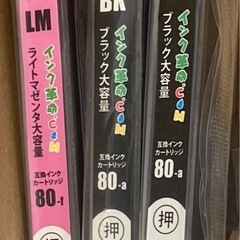 LM
インク革命.COM
ライトマゼンタ大容量
互換インク
カートリッジ
80-l
押
BK
インク革命.COM
ブラック大容量
互換インク
カートリッジ
80-a
押
インク革命.COM
ブラック大容量
互換インク
カートリッジ
80-a
押